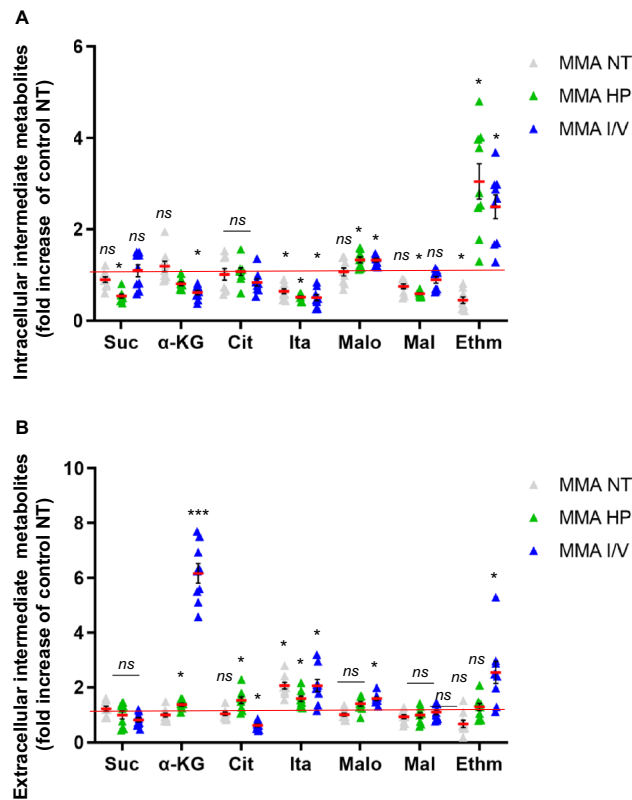 A
Intracellular intermediate metabolites
(fold increase of control NT)
6
4
2
0
ns
*
ns
ns
*
ns
*
*
*
ns
*
*
ns
*
ns
*
*
*
Suc
α-KG
Cit
Ita
Malo
Mal
Ethm
MMA NT
MMA HP
MMA I/V
B
Extracellular intermediate metabolites
(fold increase of control NT)
10
8
6
4
2
0
ns
*
***
ns
*
*
*
*
*
ns
*
ns
ns
ns
ns
*
Suc
α-KG
Cit
Ita
Malo
Mal
Ethm
MMA NT
MMA HP
MMA I/V